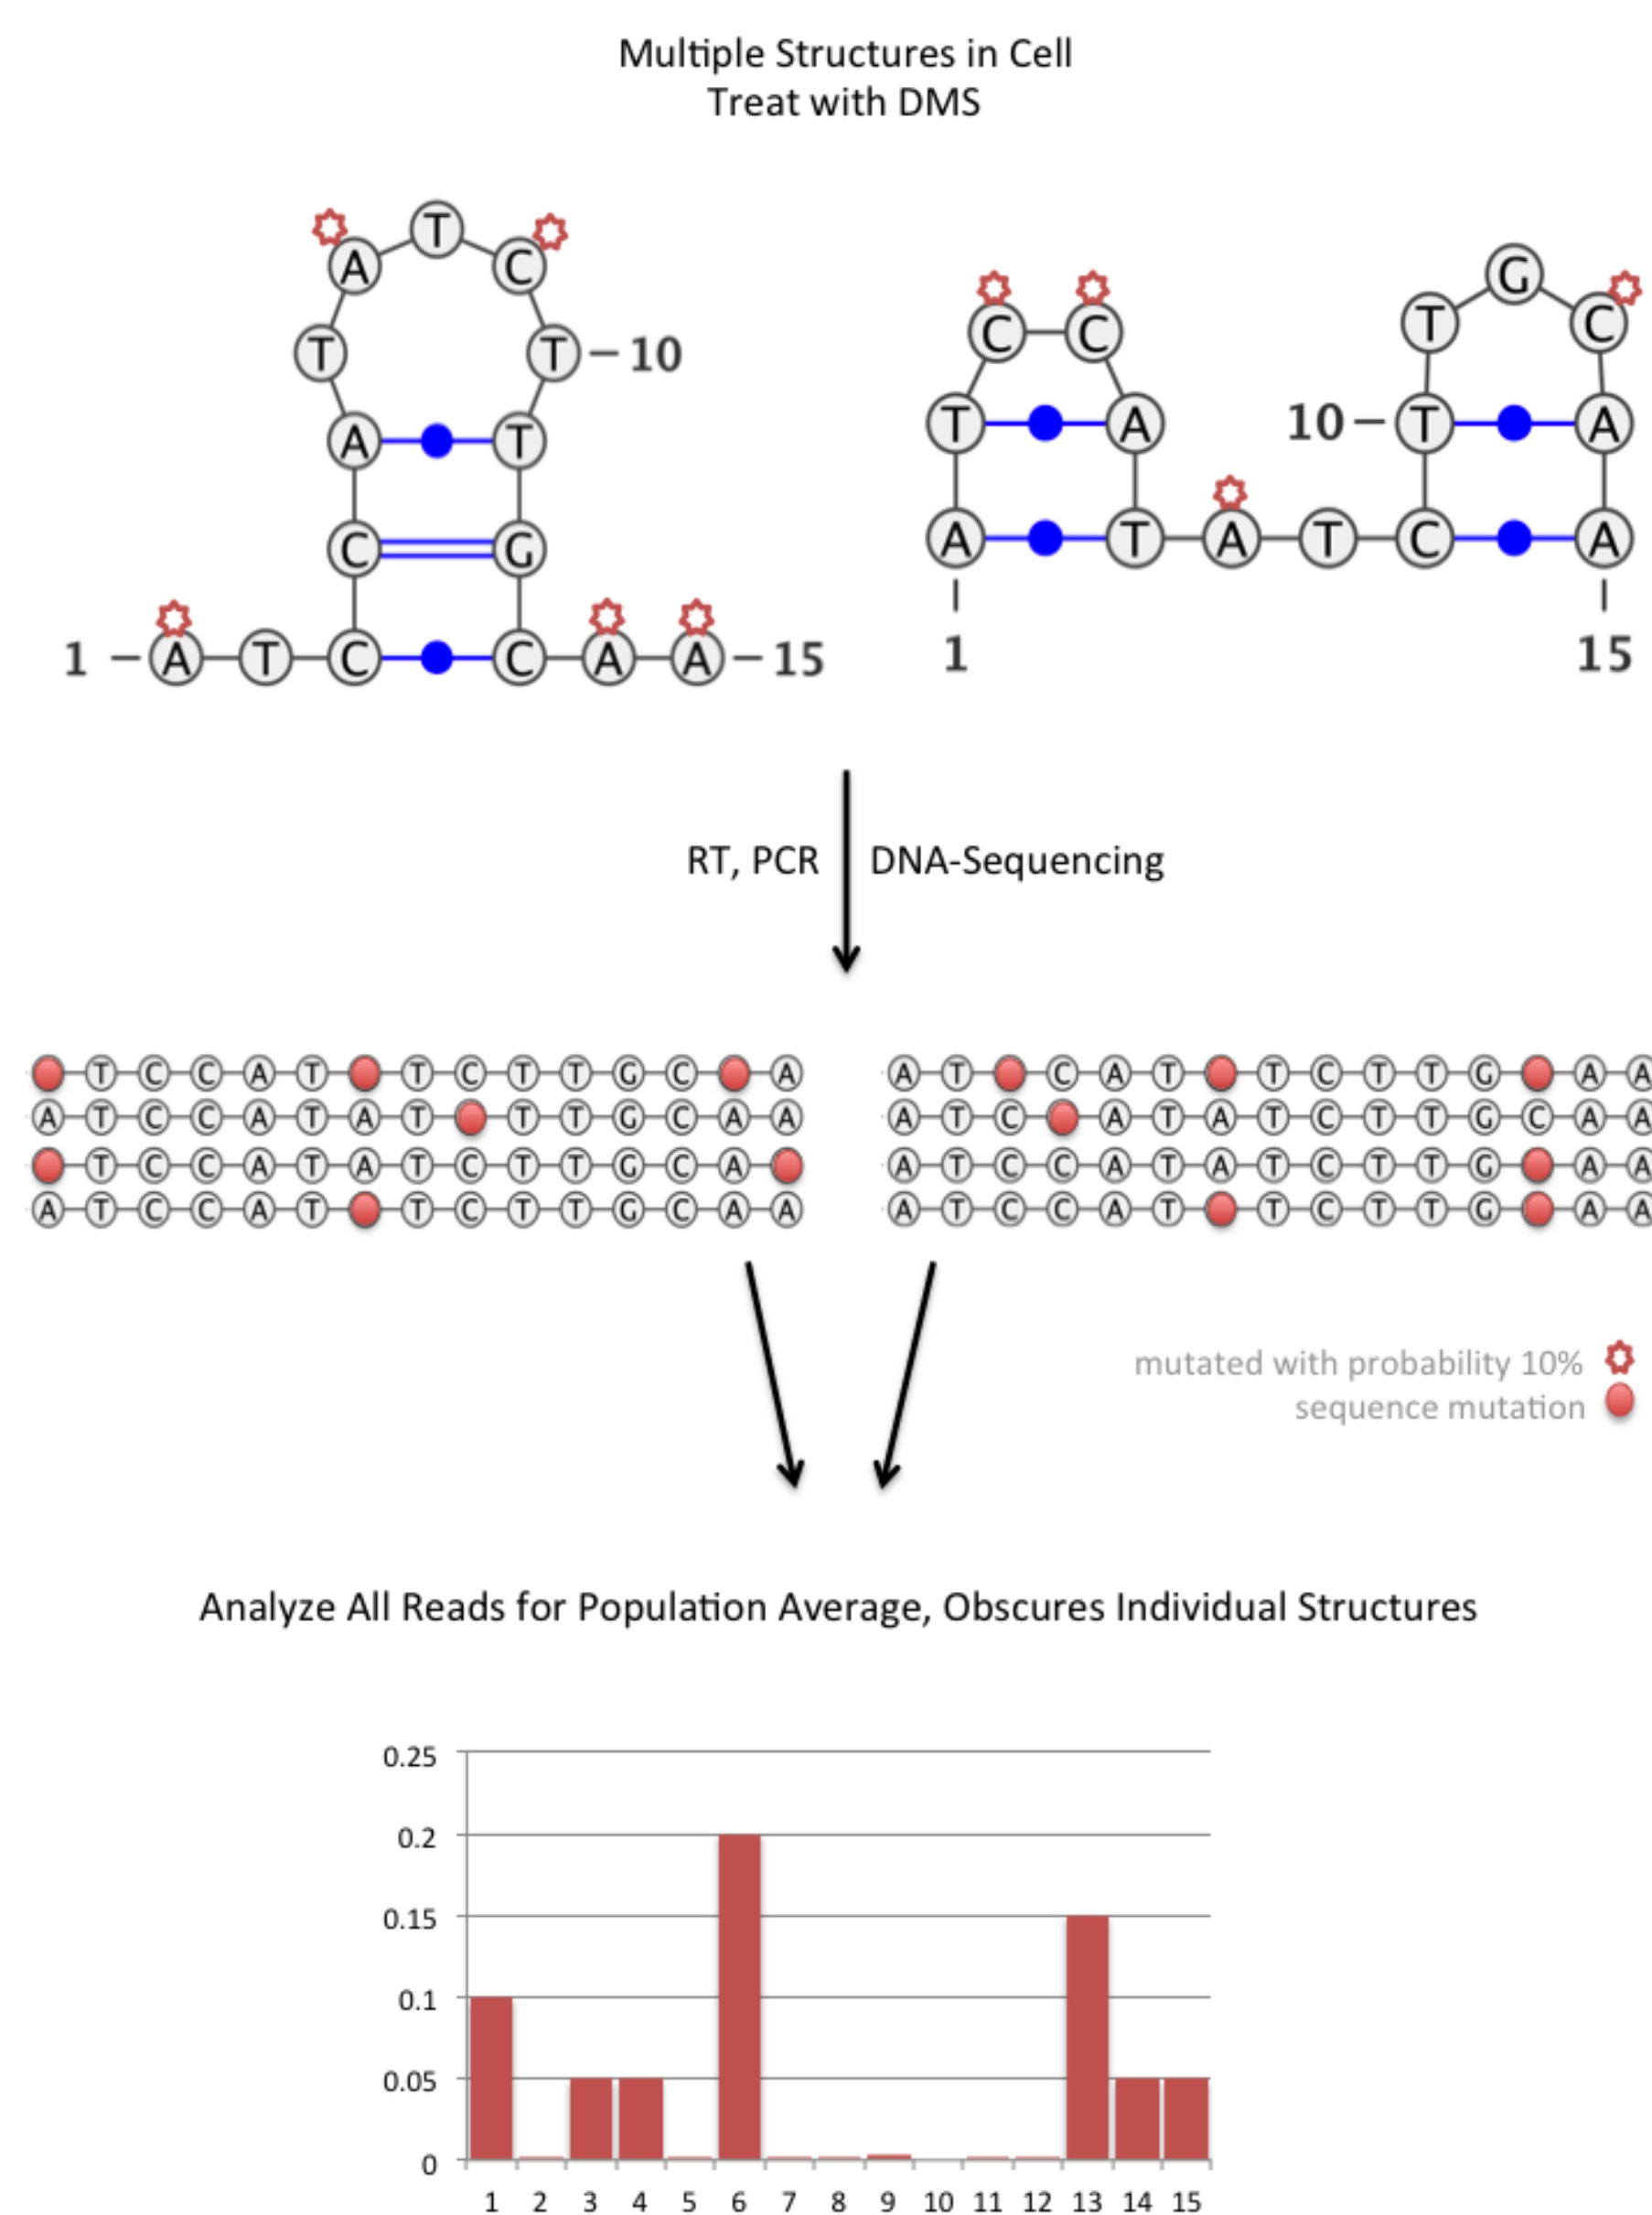 Multiple Structures in Cell
Treat with DMS
A T C
T T – 10
A T
C G
1 – A T C C A A – 15
C C
T A
A T A T C A
T G C
10 – T A
1
15
RT, PCR DNA-Sequencing
T C C A T T C T T G C A
A T C C A T A T T T G C A A
T C C A T A T C T T G C A
A T C C A T T C T T G C A A
A T C A T T C T T G A A
A T C A T A T C T T G C A A
A T C C A T A T C T T G A A
A T C C A T T C T T G A A
mutated with probability 10%
sequence mutation
Analyze All Reads for Population Average, Obscures Individual Structures
0.25
0.2
0.15
0.1
0.05
0
1 2 3 4 5 6 7 8 9 10 11 12 13 14 15